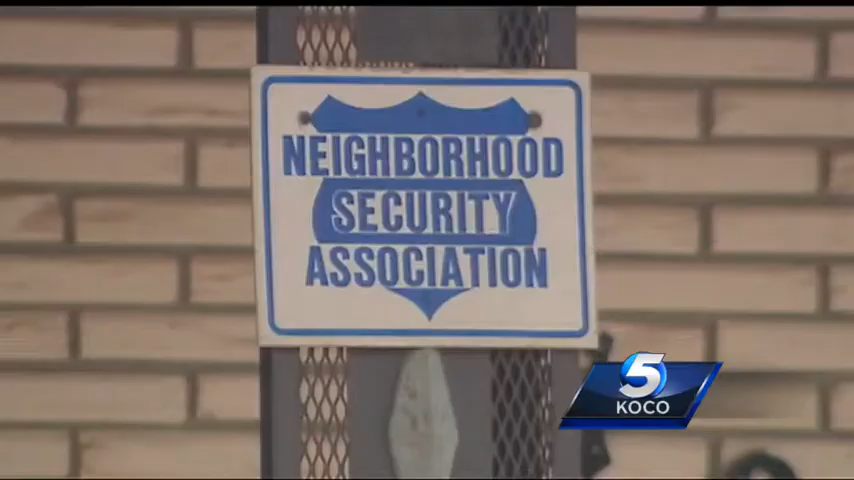 NEIGHBORHOOD
SECURITY
ASSOCIATION
5
KOCO